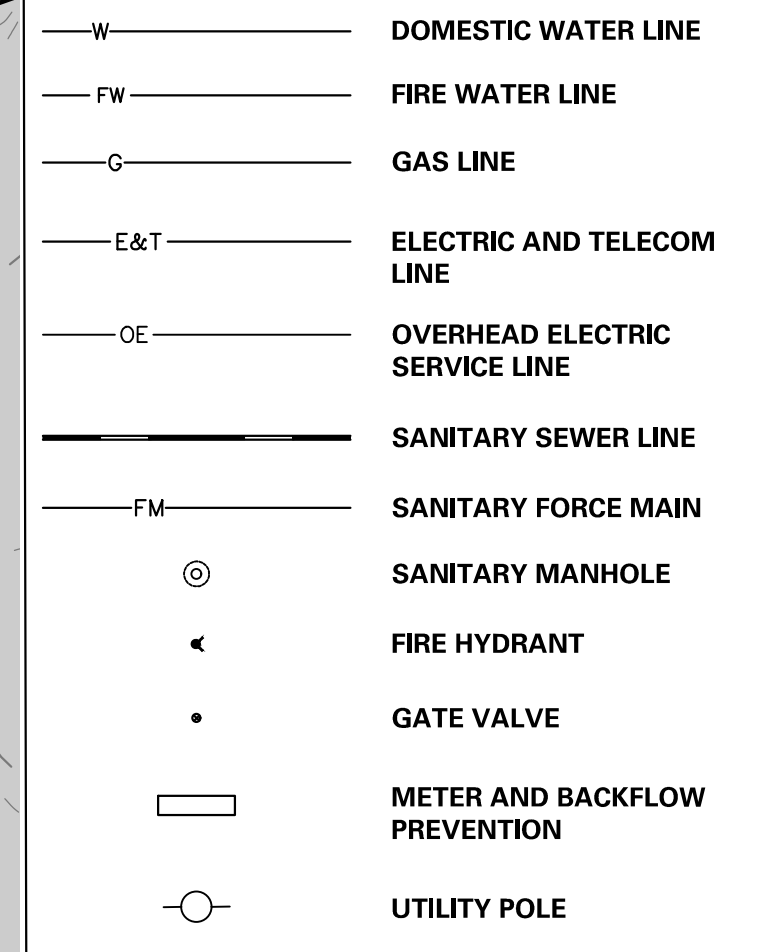 W DOMESTIC WATER LINE
FW FIRE WATER LINE
G GAS LINE
E&T ELECTRIC AND TELECOM
LINE
OE OVERHEAD ELECTRIC
SERVICE LINE
SANITARY SEWER LINE
FM SANITARY FORCE MAIN
SANITARY MANHOLE
FIRE HYDRANT
GATE VALVE
METER AND BACKFLOW
PREVENTION
UTILITY POLE